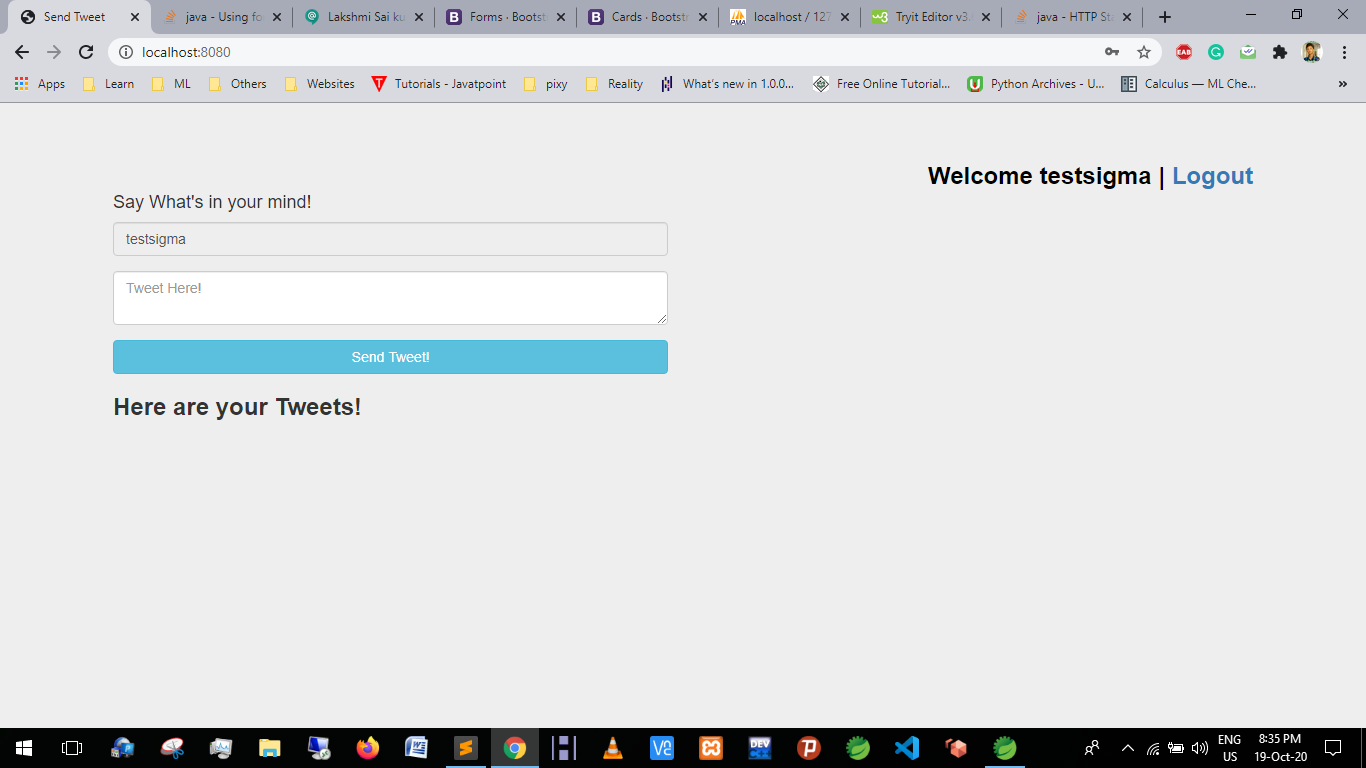 Send Tweet
java - Using fo
Lakshmi Sai ku
Forms · Bootst
Cards · Bootstr
localhost / 127
Tryit Editor v3.
java - HTTP Sta
localhost:8080
Apps
Learn
ML
Others
Websites
Tutorials - Javatpoint
pixy
Reality
What's new in 1.0.0...
Free Online Tutorial...
Python Archives - U...
Calculus — ML Che...
»
Welcome testsigma | Logout
Say What's in your mind!
testsigma
Tweet Here!
Send Tweet!
Here are your Tweets!
ENG
US
8:35 PM
19-Oct-20